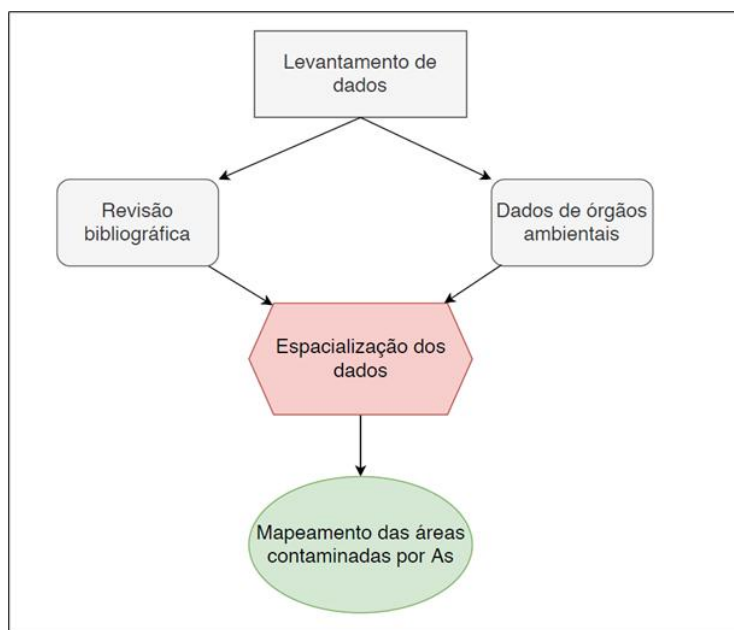 Levantamento de
dados
Revisão
bibliográfica
Dados de órgãos
ambientais
Espacialização dos
dados
Mapeamento das áreas
contaminadas por As